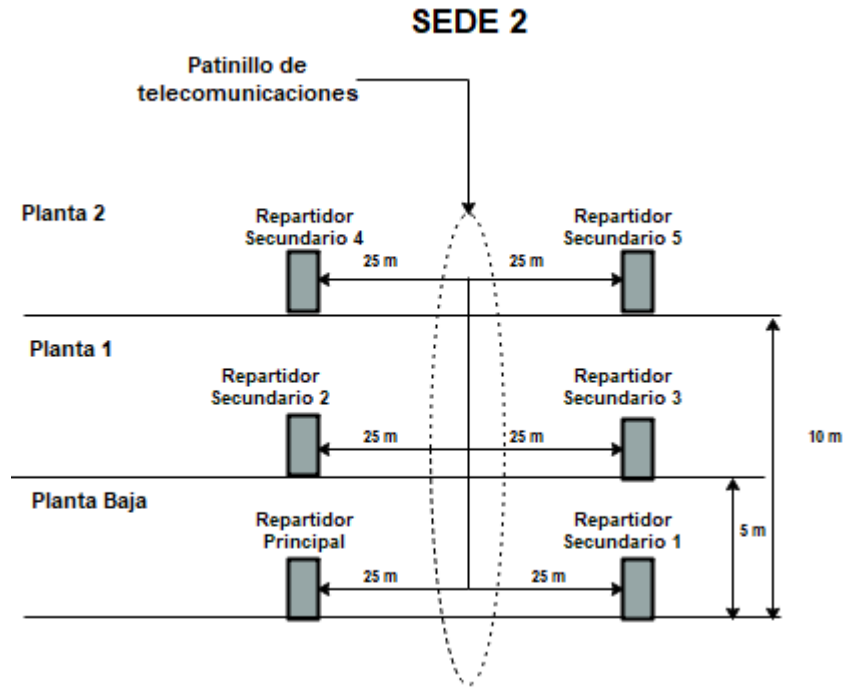 SEDE 2
Patinillo de
telecomunicaciones
Planta 2
Repartidor
Secundario 4
Repartidor
Secundario 5
25 m
25 m
Planta 1
Repartidor
Secundario 2
Repartidor
Secundario 3
25 m
25 m
10 m
Planta Baja
Repartidor
Principal
Repartidor
Secundario 1
5 m
25 m
25 m